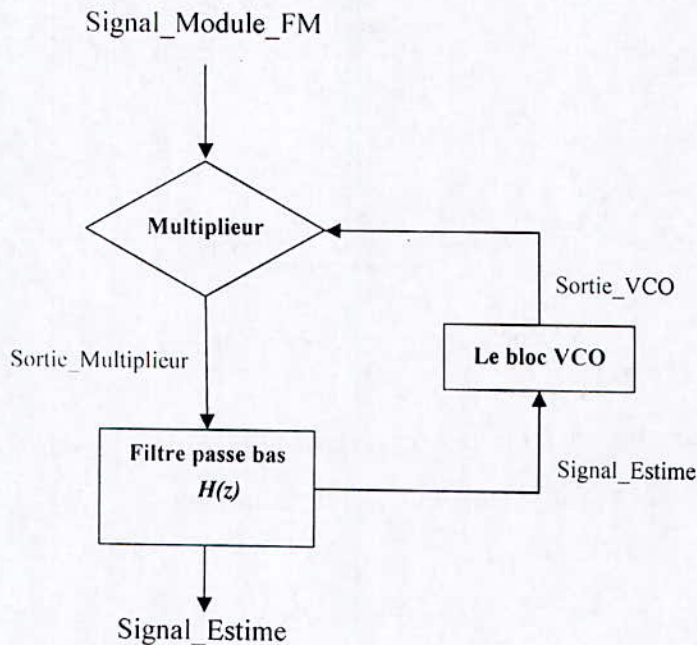 Signal_Module_FM
Multiplieur
Sortie_VCO
Le bloc VCO
Sortie_Multiplieur
Filtre passe bas
H(z)
Signal_Estime
Signal_Estime